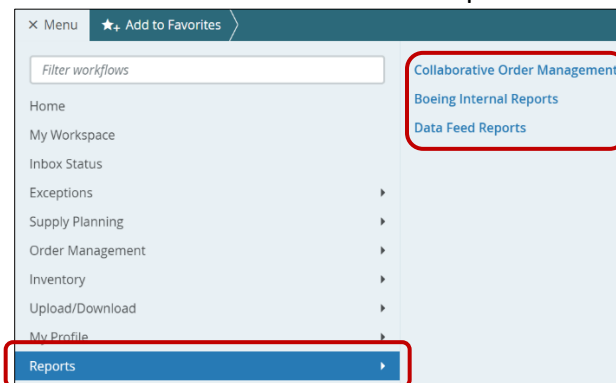 × Menu ★+ Add to Favorites
Filter workflows
Home
My Workspace
Inbox Status
Exceptions
Supply Planning
Order Management
Inventory
Upload/Download
My Profile
Reports
Collaborative Order Management
Boeing Internal Reports
Data Feed Reports